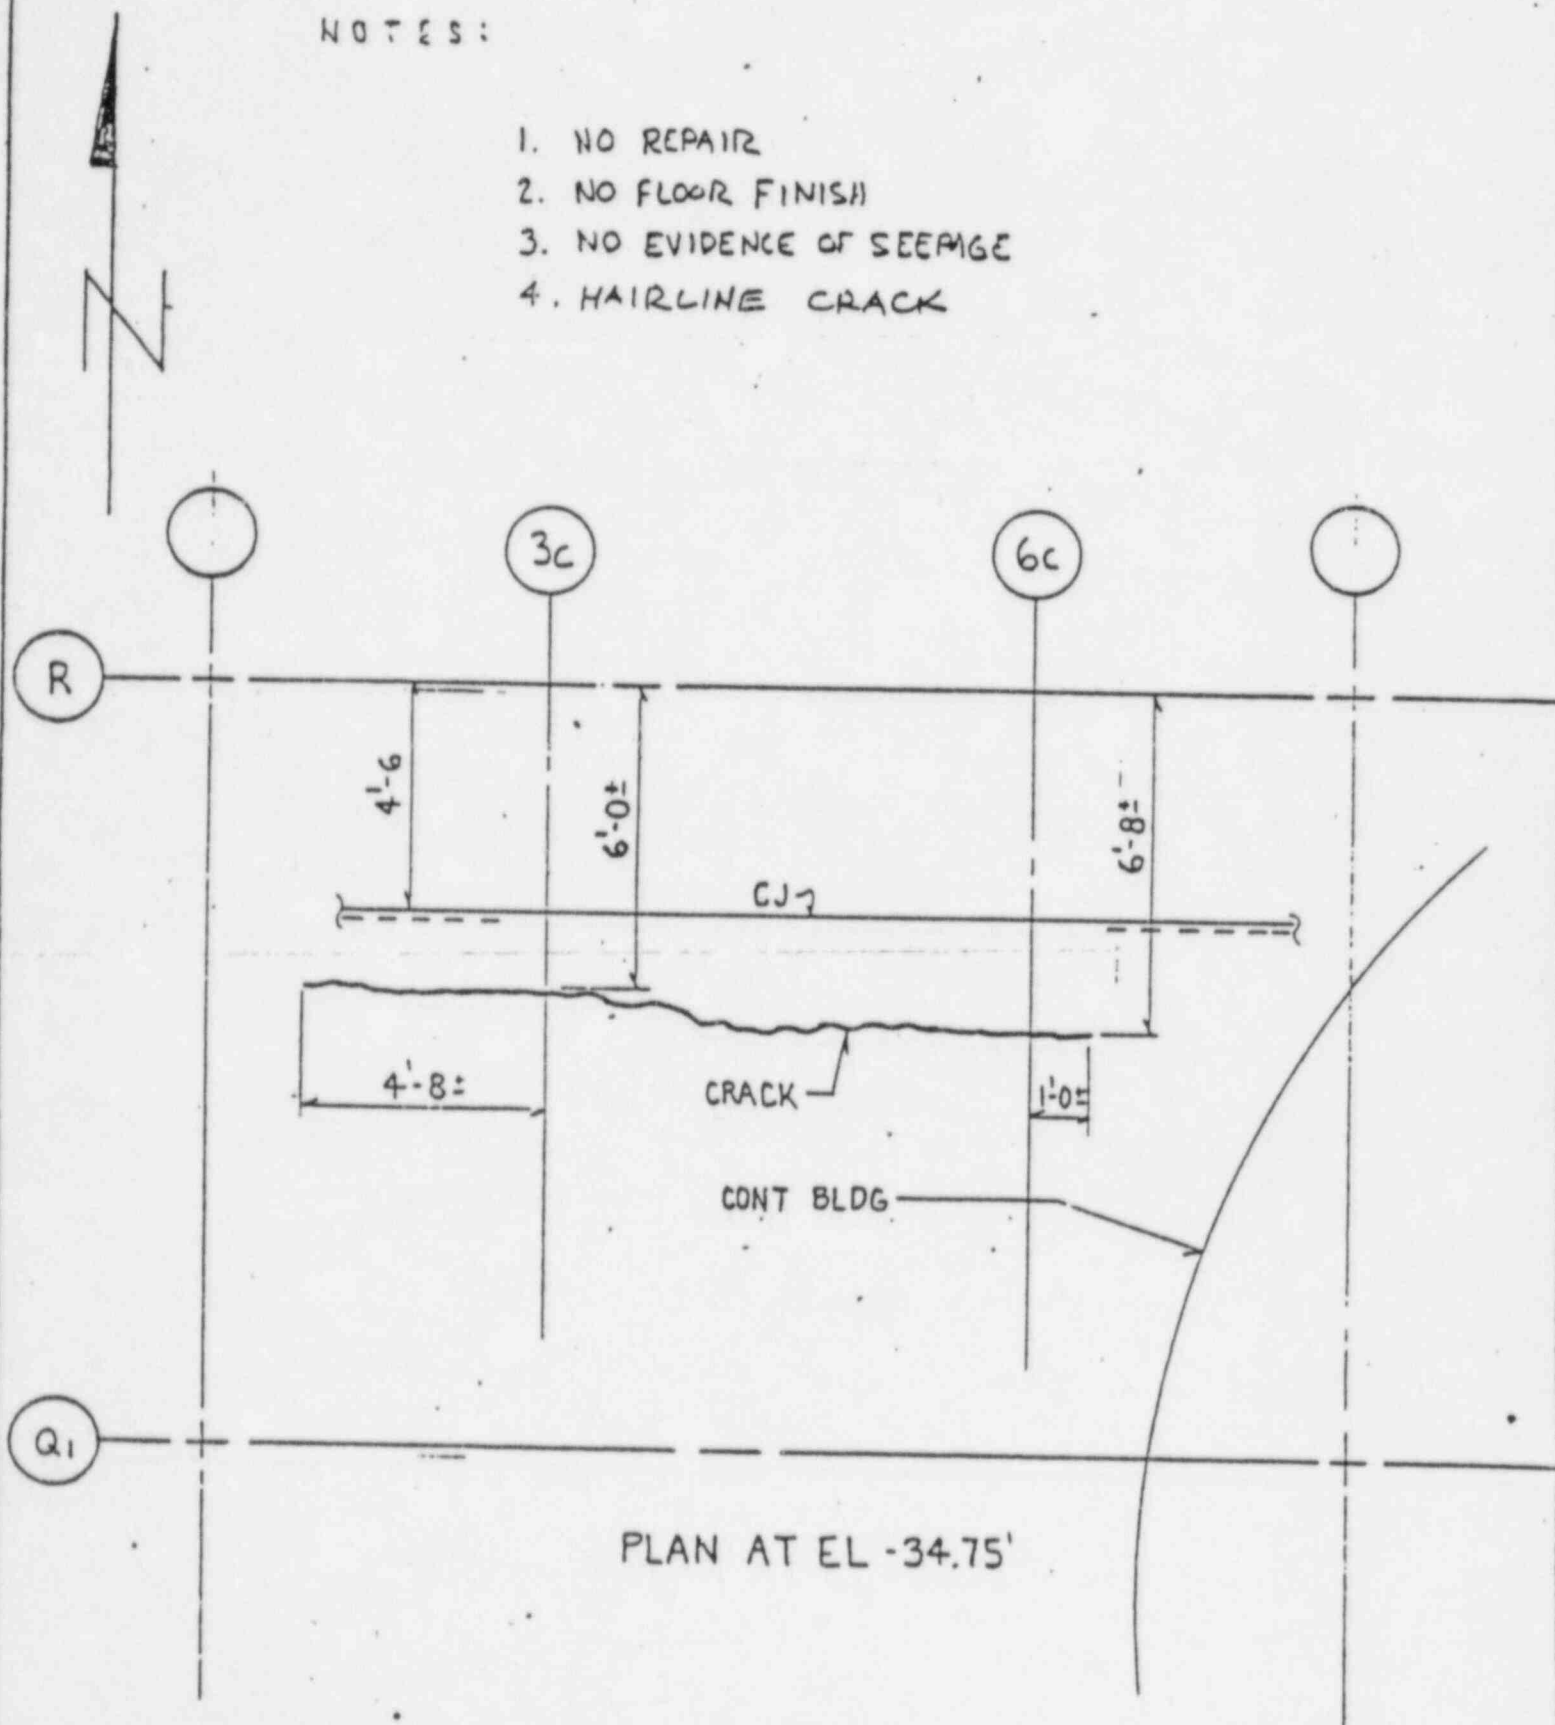 NOTES:
1. NO REPAIR
2. NO FLOOR FINISH
3. NO EVIDENCE OF SEEPAGE
4. HAIRLINE CRACK
N
3c
6c
R
4'-6
6'-0±
6'-8±
CJ
4'-8±
CRACK
1'-0±
CONT BLDG
Q1
PLAN AT EL -34.75'